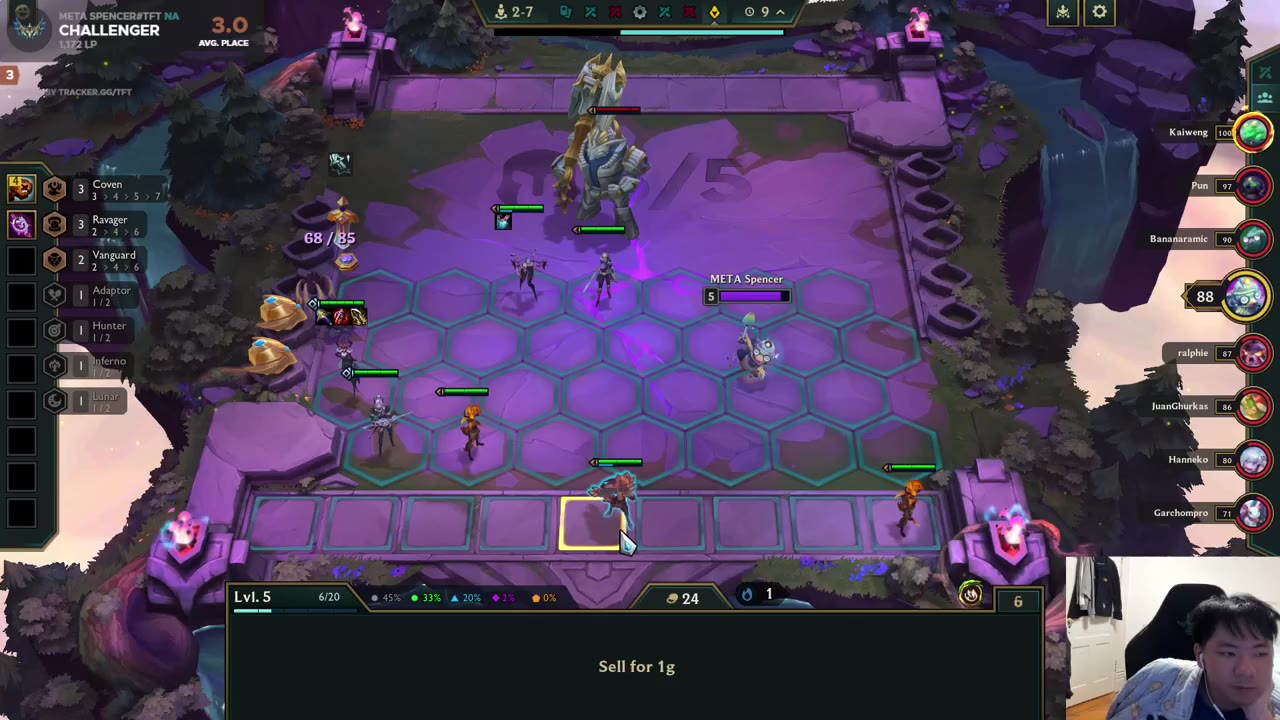 META SPENCER#TFT NA
CHALLENGER
1,172 LP
3.0
AVG. PLACE
3
BY TRACKER.GG/TFT
2-7
9
/5
3 Coven
3 > 4 > 5 > 7
3 Ravager
2 > 4 > 6
2 Vanguard
2 > 4 > 6
1 Adaptor
1 / 2
1 Hunter
1 / 2
1 Inferno
1 / 2
1 Lunar
1 / 2
4
68 / 85
META Spencer
5
Kaiweng 100
Pun 97
Bananaramic 90
88
ralphie 87
JuanGhurkas 86
Hanneko 80
Garchompro 71
Lvl. 5
6/20
45%
33%
20%
2%
0%
24
1
6
Sell for 1g